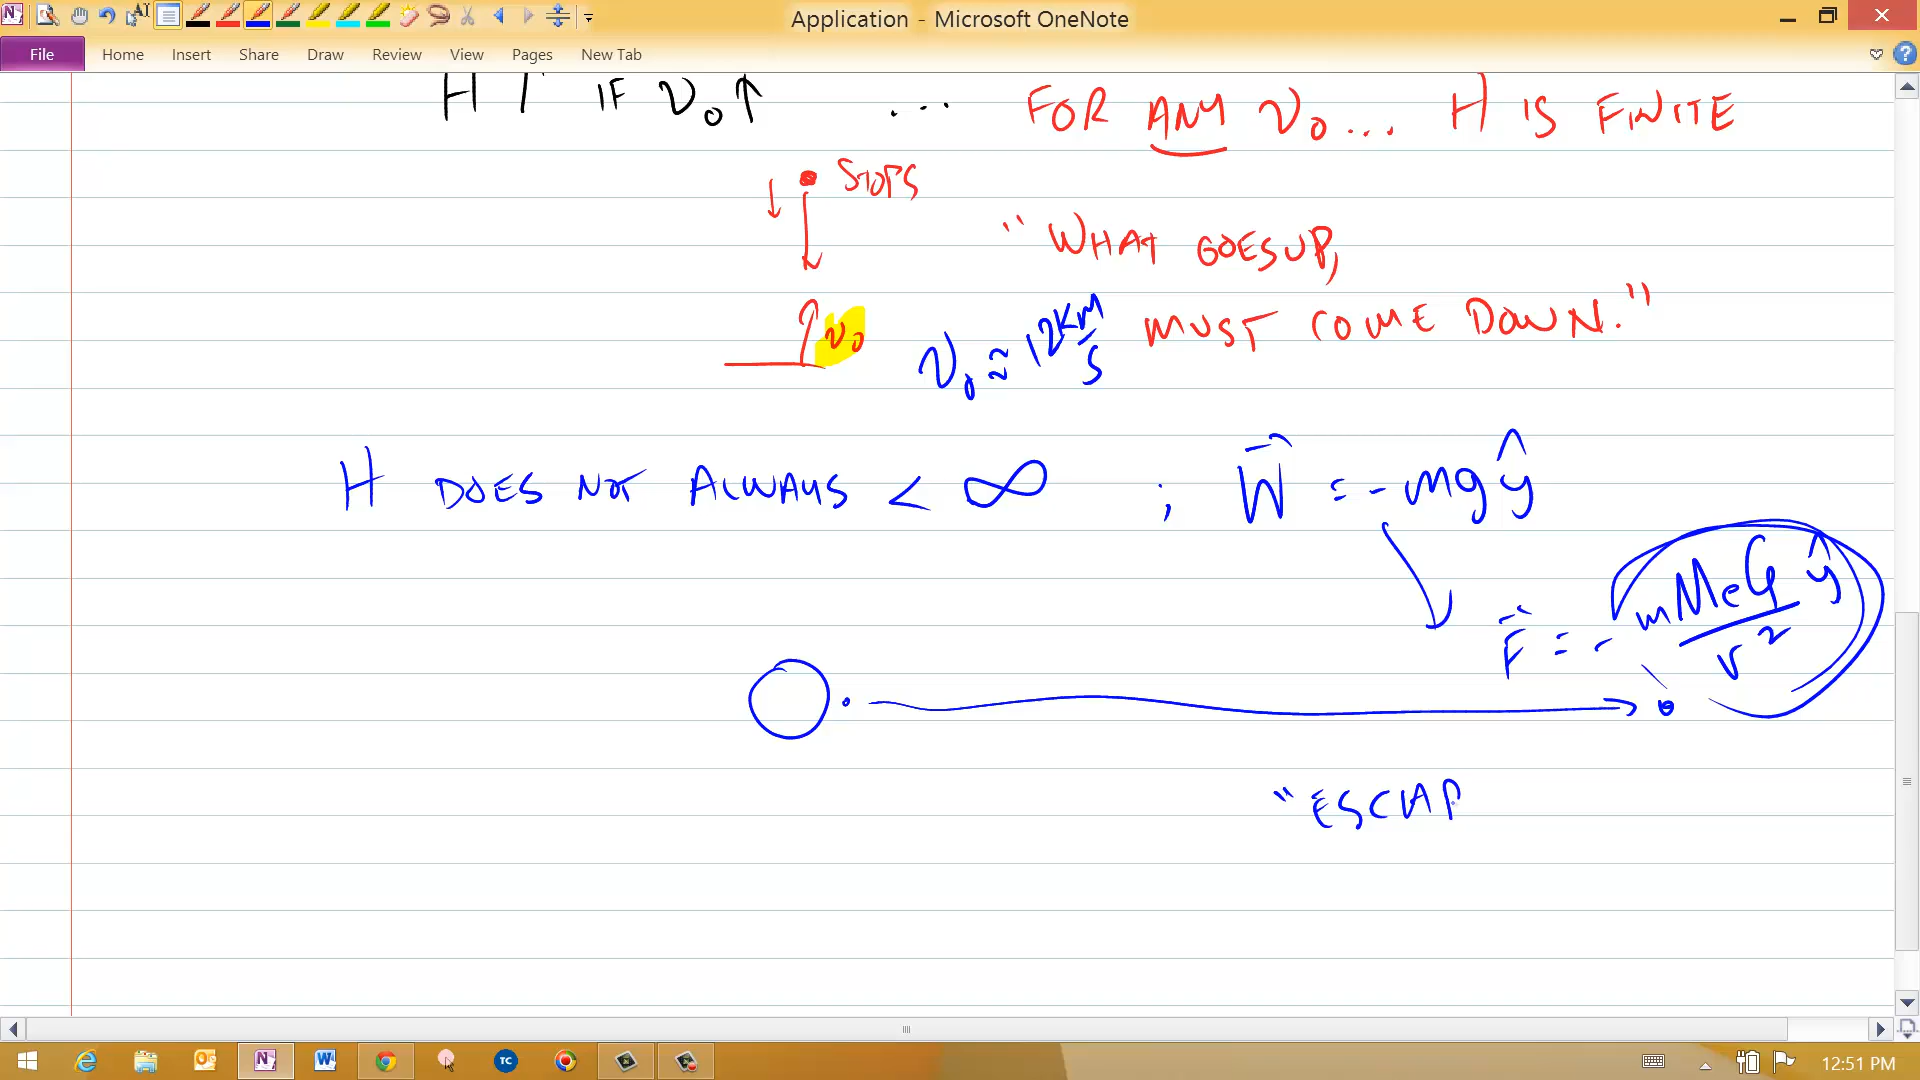 Application - Microsoft OneNote
File Home Insert Share Draw Review View Pages New Tab
H ↑ IF v₀ ↑ ... FOR ANY v₀ ... H IS FINITE
STOPS
"WHAT GOES UP,
MUST COME DOWN."
v₀
v₀ ≈ 12 KM/S
H DOES NOT ALWAYS < ∞ ; W⃗ = -mgŷ
F⃗ = - mMeG/r² ŷ
"ESCAP
12:51 PM